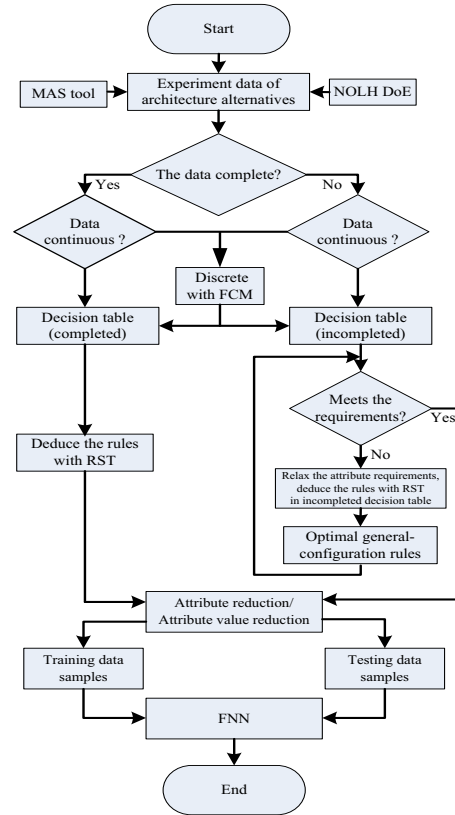 Start
MAS tool
Experiment data of
architecture alternatives
NOLH DoE
The data complete?
Yes
No
Data
continuous ?
Data
continuous ?
Discrete
with FCM
Decision table
(completed)
Decision table
(incompleted)
Meets the
requirements?
Yes
No
Deduce the rules
with RST
Relax the attribute requirements,
deduce the rules with RST
in incompleted decision table
Optimal general-
configuration rules
Attribute reduction/
Attribute value reduction
Training data
samples
Testing data
samples
FNN
End